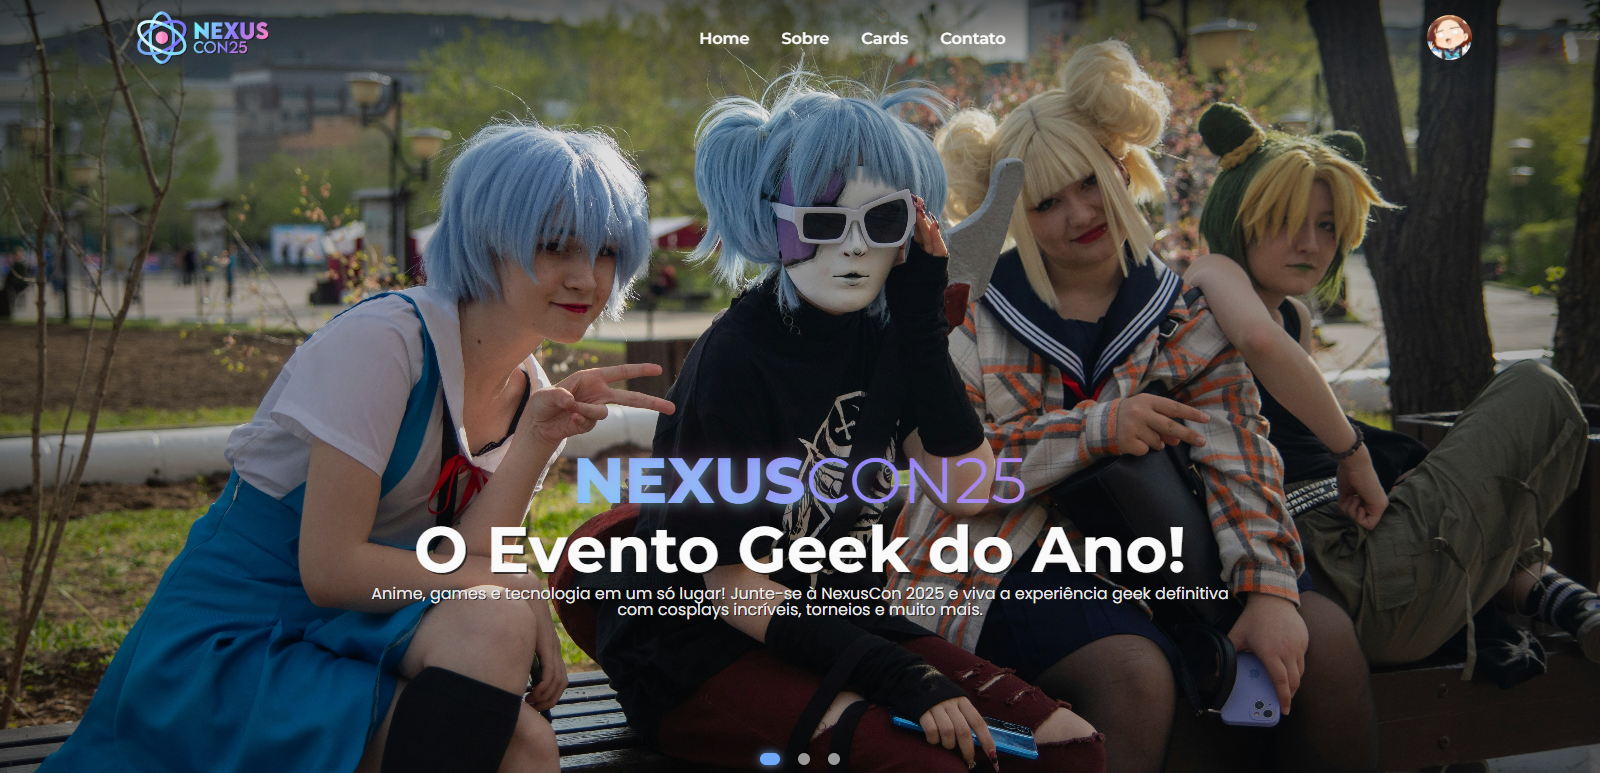 NEXUS
CON25
Home Sobre Cards Contato
NEXUSCON25
O Evento Geek do Ano!
Anime, games e tecnologia em um só lugar! Junte-se à NexusCon 2025 e viva a experiência geek definitiva
com cosplays incríveis, torneios e muito mais.